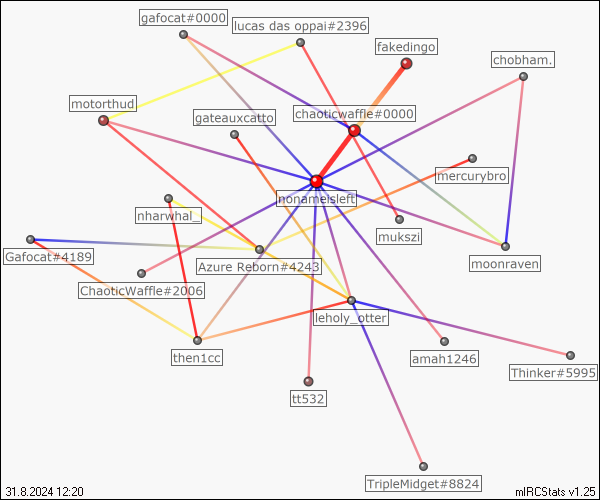 gafocat#0000
lucas das oppai#2396
fakedingo
chobham.
motorthud
gateauxcatto
chaoticwaffle#0000
mercurybro
nonameisleft
nharwhal_
mukszi
Gafocat#4189
Azure Reborn#4243
moonraven
ChaoticWaffle#2006
leholy_otter
then1cc
amah1246
Thinker#5995
tt532
TripleMidget#8824
31.8.2024 12:20
mIRCStats v1.25